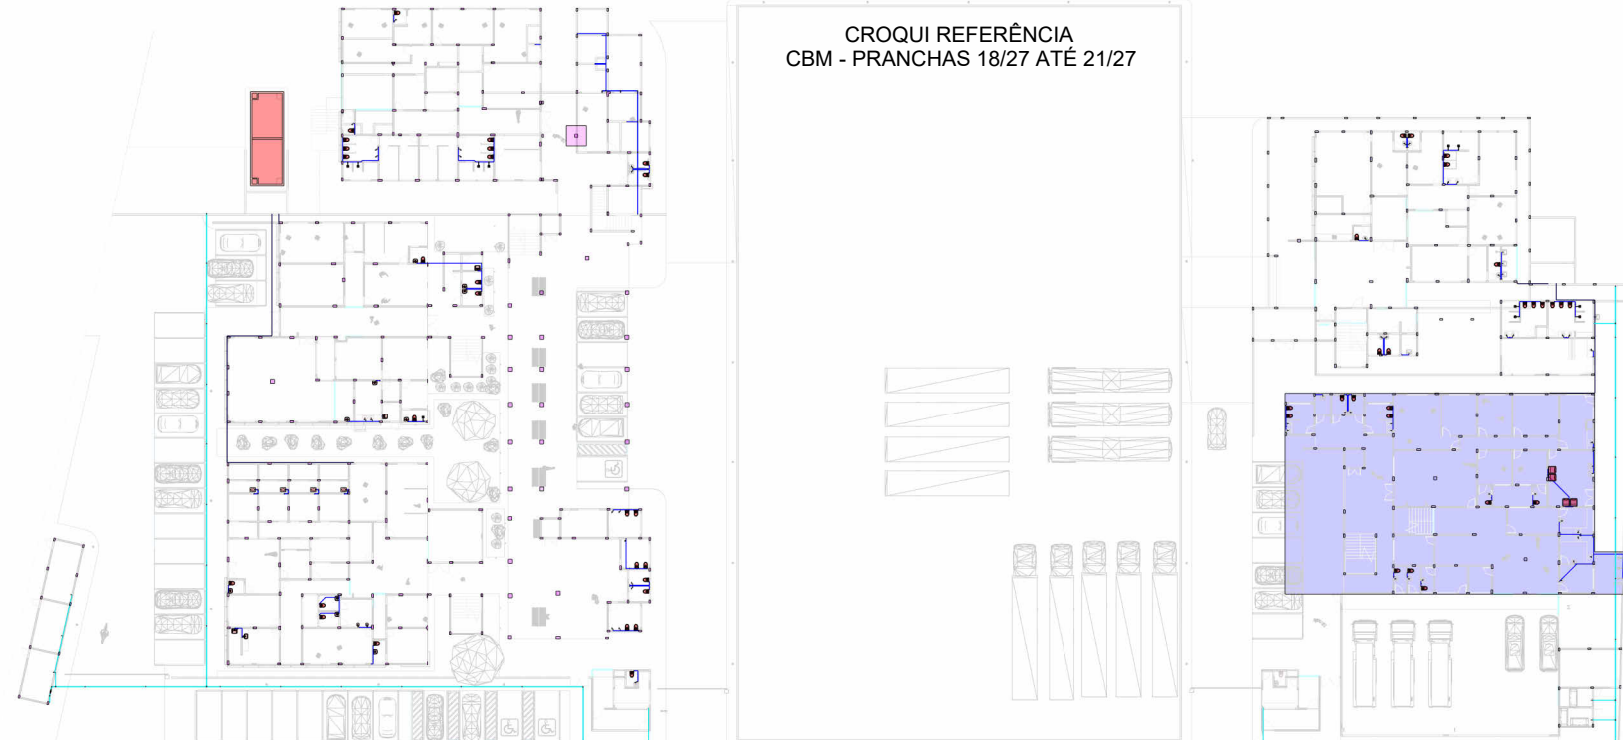 CROQUI REFERÊNCIA
CBM - PRANCHAS 18/27 ATÉ 21/27